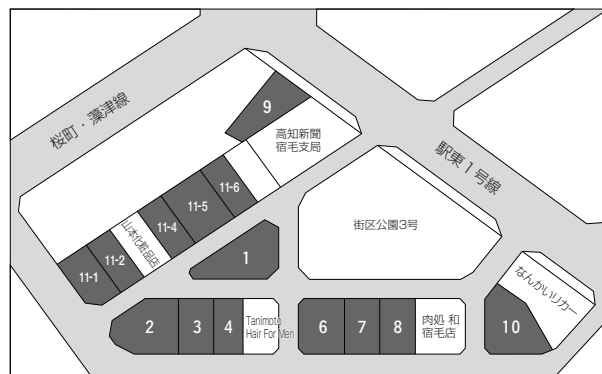 桜町・藻津線
9
高知新聞
宿毛支局
駅東1号線
11-6
11-5
11-4
山本化粧品店
11-2
11-1
街区公園3号
1
なんかいリカー
2
3
4
Tanimoto
Hair For Men
6
7
8
肉処 和
宿毛店
10